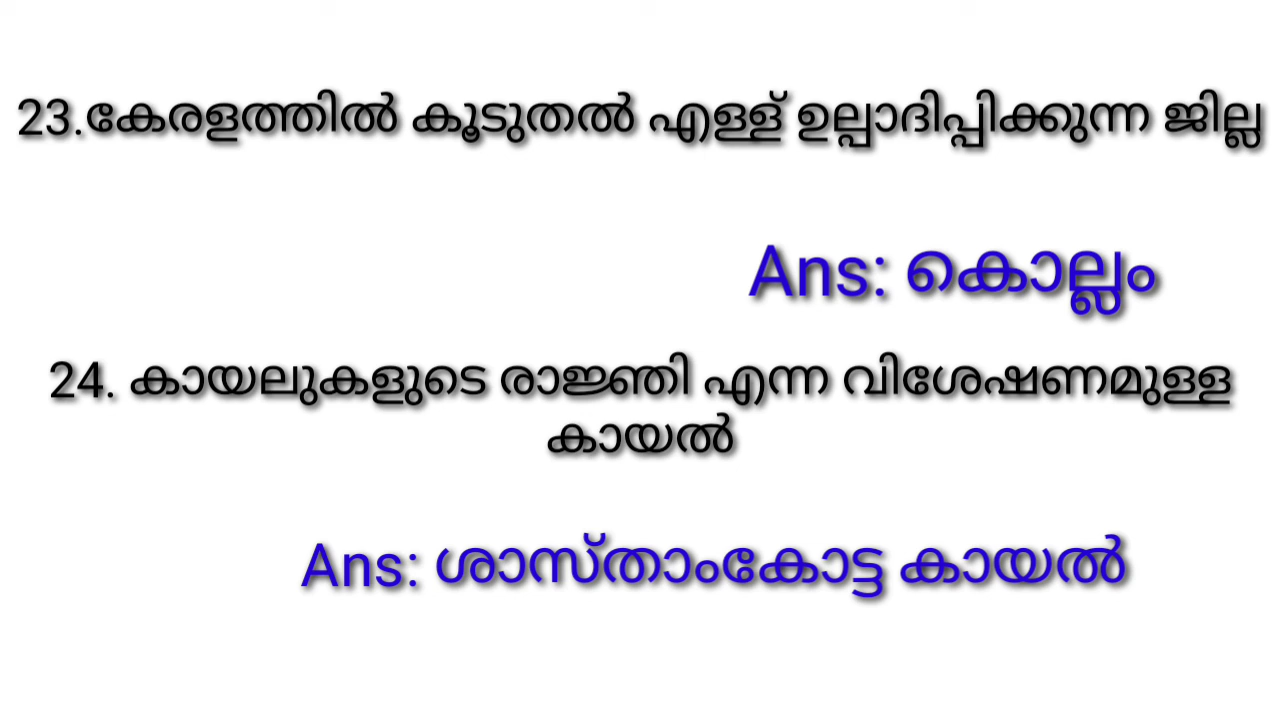 23.കേരളത്തിൽ കൂടുതൽ എള്ള് ഉല്പാദിപ്പിക്കുന്ന ജില്ല
Ans: കൊല്ലം
24. കായലുകളുടെ രാജ്ഞി എന്ന വിശേഷണമുള്ള
കായൽ
Ans: ശാസ്താംകോട്ട കായൽ